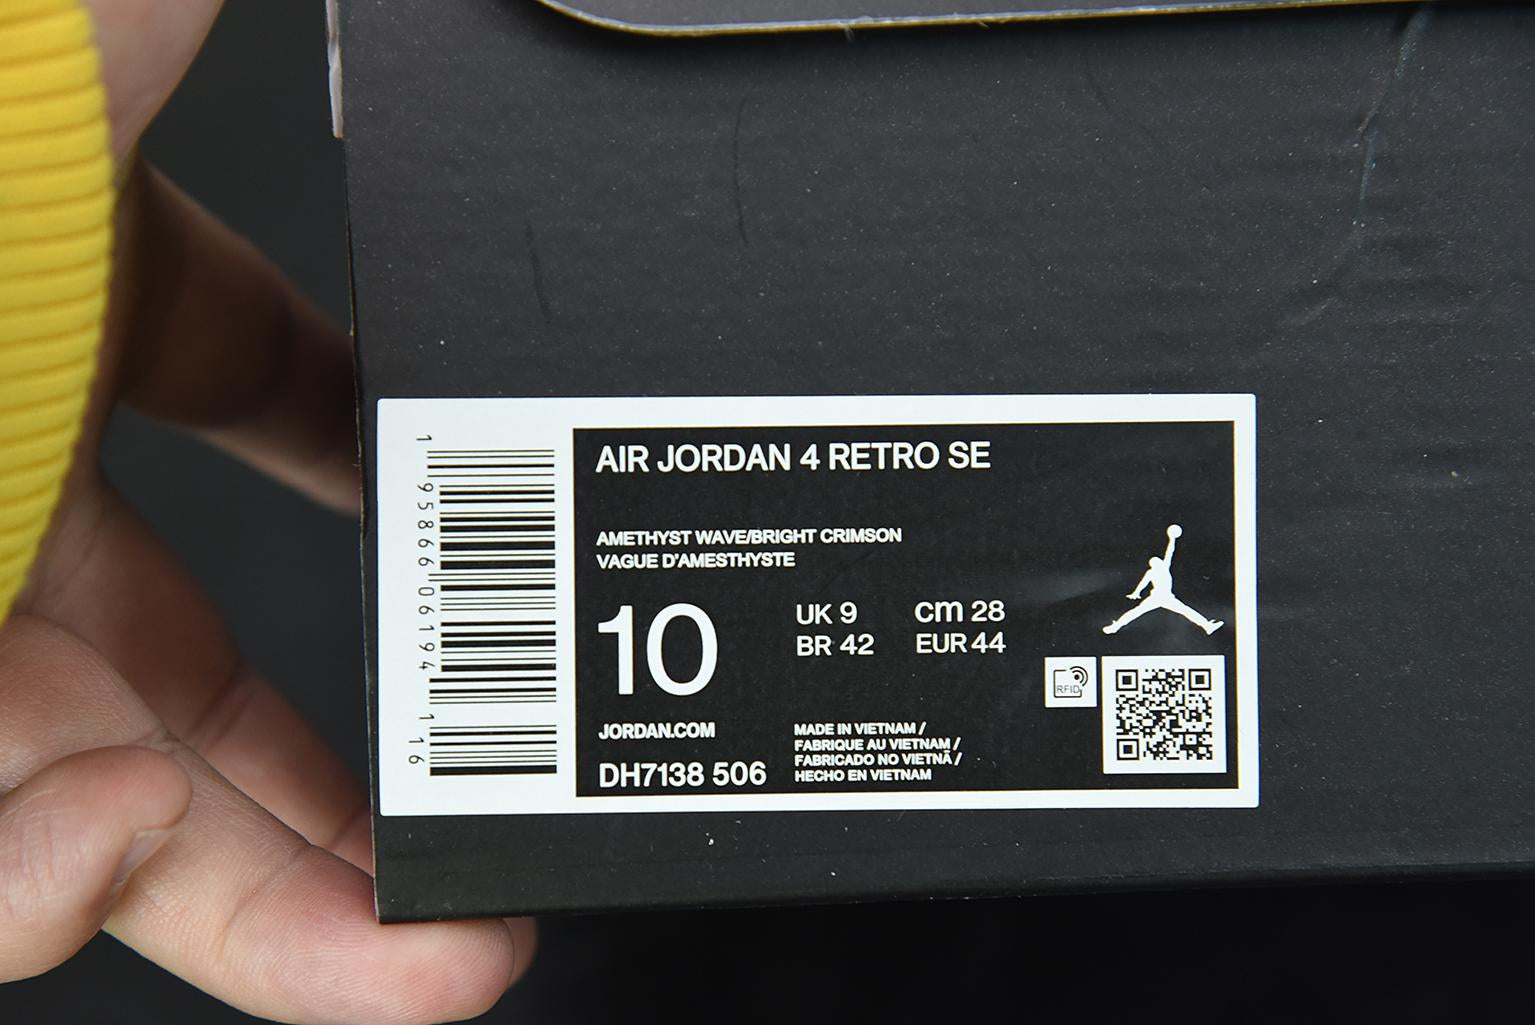 AIR JORDAN 4 RETRO SE
AMETHYST WAVE/BRIGHT CRIMSON
VAGUE D'AMESTHYSTE
10
UK 9 cm 28
BR 42 EUR 44
RFID
JORDAN.COM
DH7138 506
MADE IN VIETNAM /
FABRIQUE AU VIETNAM /
FABRICADO NO VIETNÃ /
HECHO EN VIETNAM
1 95866 06194 1 16